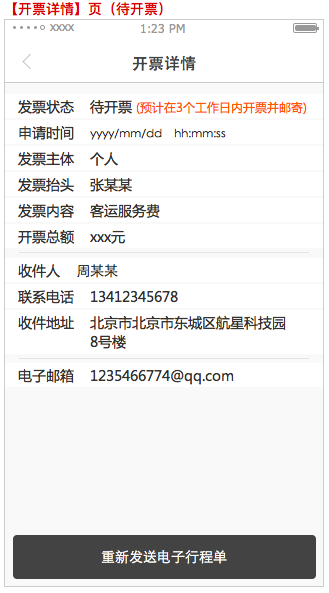 【开票详情】页（待开票）
xxxx 1:23 PM
开票详情
发票状态 待开票 (预计在3个工作日内开票并邮寄)
申请时间 yyyy/mm/dd hh:mm:ss
发票主体 个人
发票抬头 张某某
发票内容 客运服务费
开票总额 xxx元
收件人 周某某
联系电话 13412345678
收件地址 北京市北京市东城区航星科技园
8号楼
电子邮箱 1235466774@qq.com
重新发送电子行程单